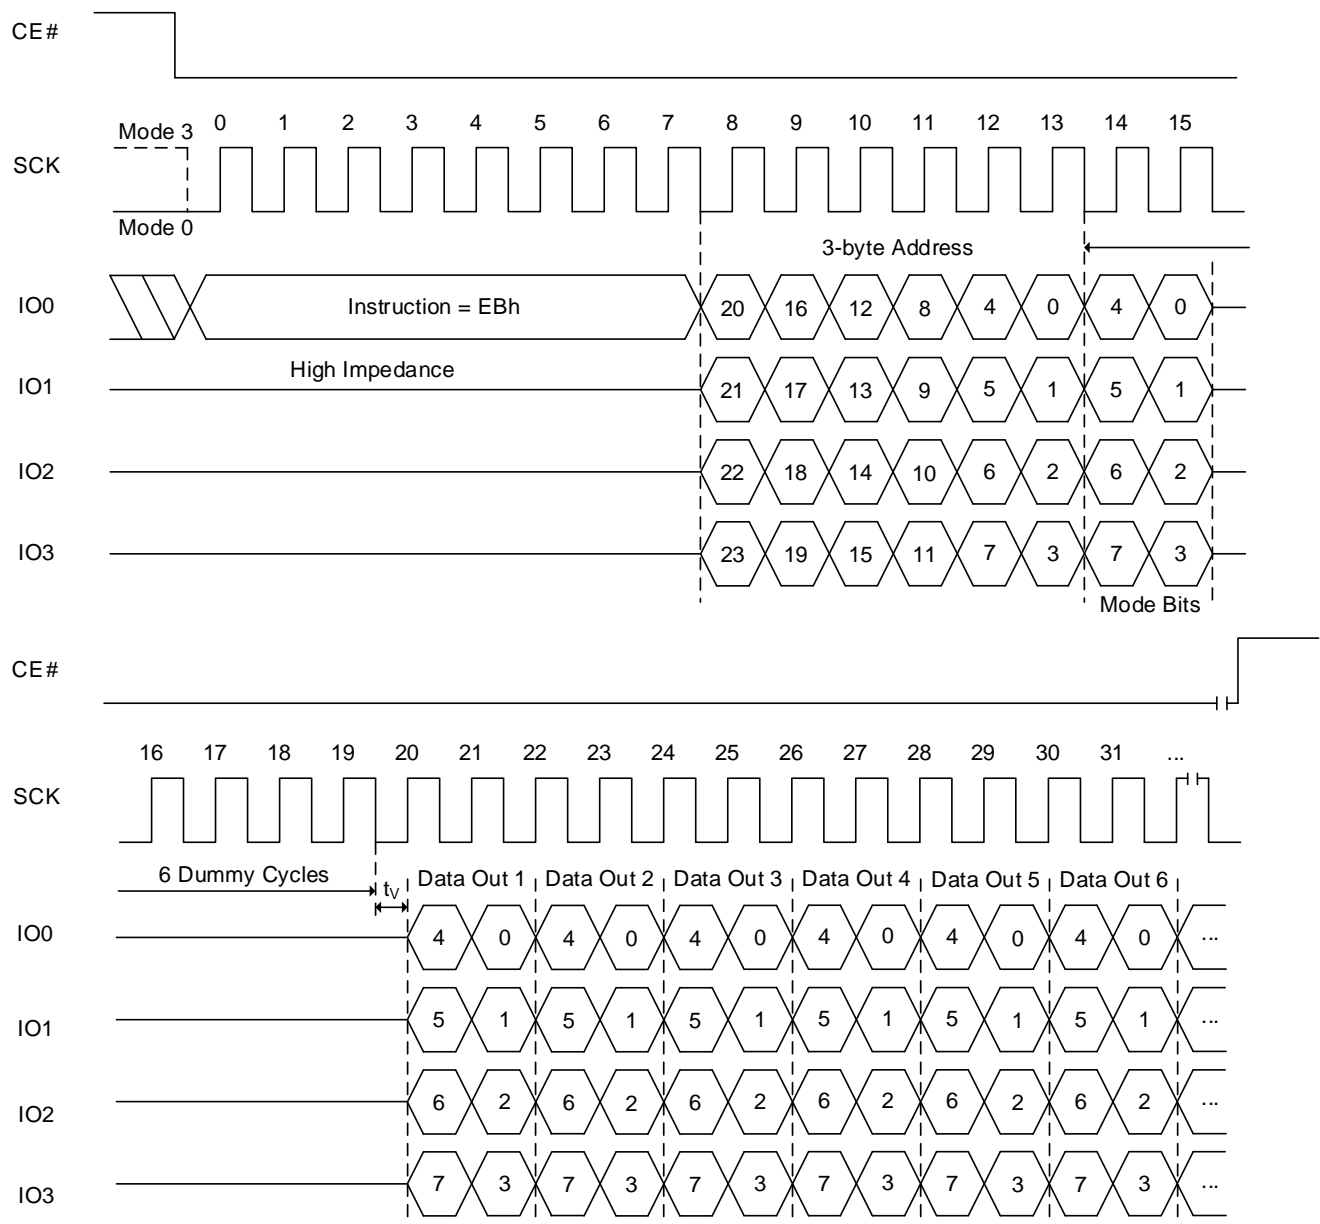 CE#
Mode 3 0 1 2 3 4 5 6 7 8 9 10 11 12 13 14 15
SCK
Mode 0
3-byte Address
IO0 Instruction = EBh 20 16 12 8 4 0 4 0
High Impedance
IO1 21 17 13 9 5 1 5 1
IO2 22 18 14 10 6 2 6 2
IO3 23 19 15 11 7 3 7 3
Mode Bits
CE#
16 17 18 19 20 21 22 23 24 25 26 27 28 29 30 31 ...
SCK
6 Dummy Cycles tV Data Out 1 Data Out 2 Data Out 3 Data Out 4 Data Out 5 Data Out 6
IO0 4 0 4 0 4 0 4 0 4 0 4 0 ...
IO1 5 1 5 1 5 1 5 1 5 1 5 1 ...
IO2 6 2 6 2 6 2 6 2 6 2 6 2 ...
IO3 7 3 7 3 7 3 7 3 7 3 7 3 ...